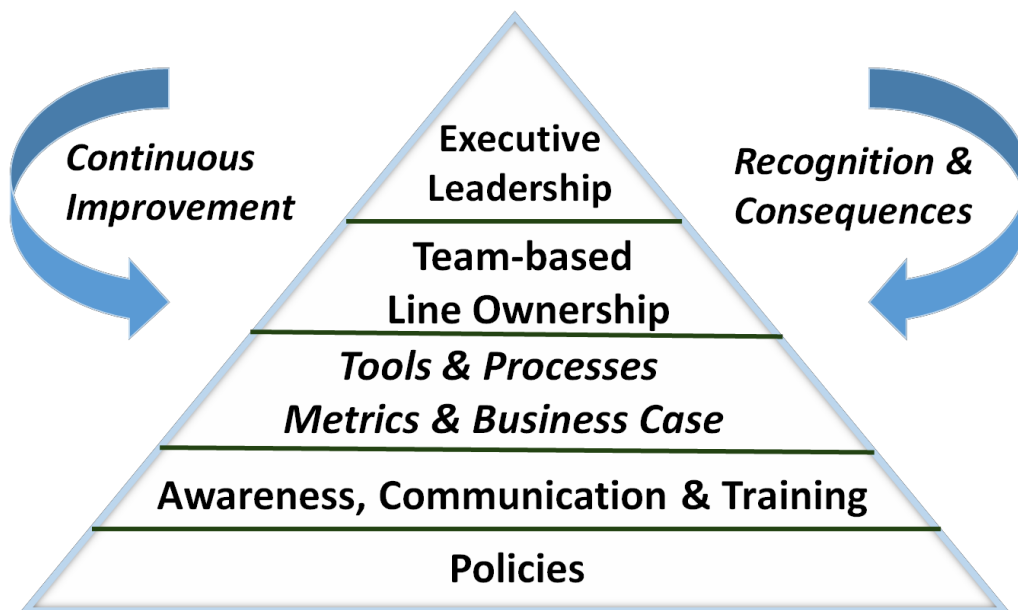 Executive
Leadership
Continuous
Improvement
Recognition &
Consequences
Team-based
Line Ownership
Tools & Processes
Metrics & Business Case
Awareness, Communication & Training
Policies